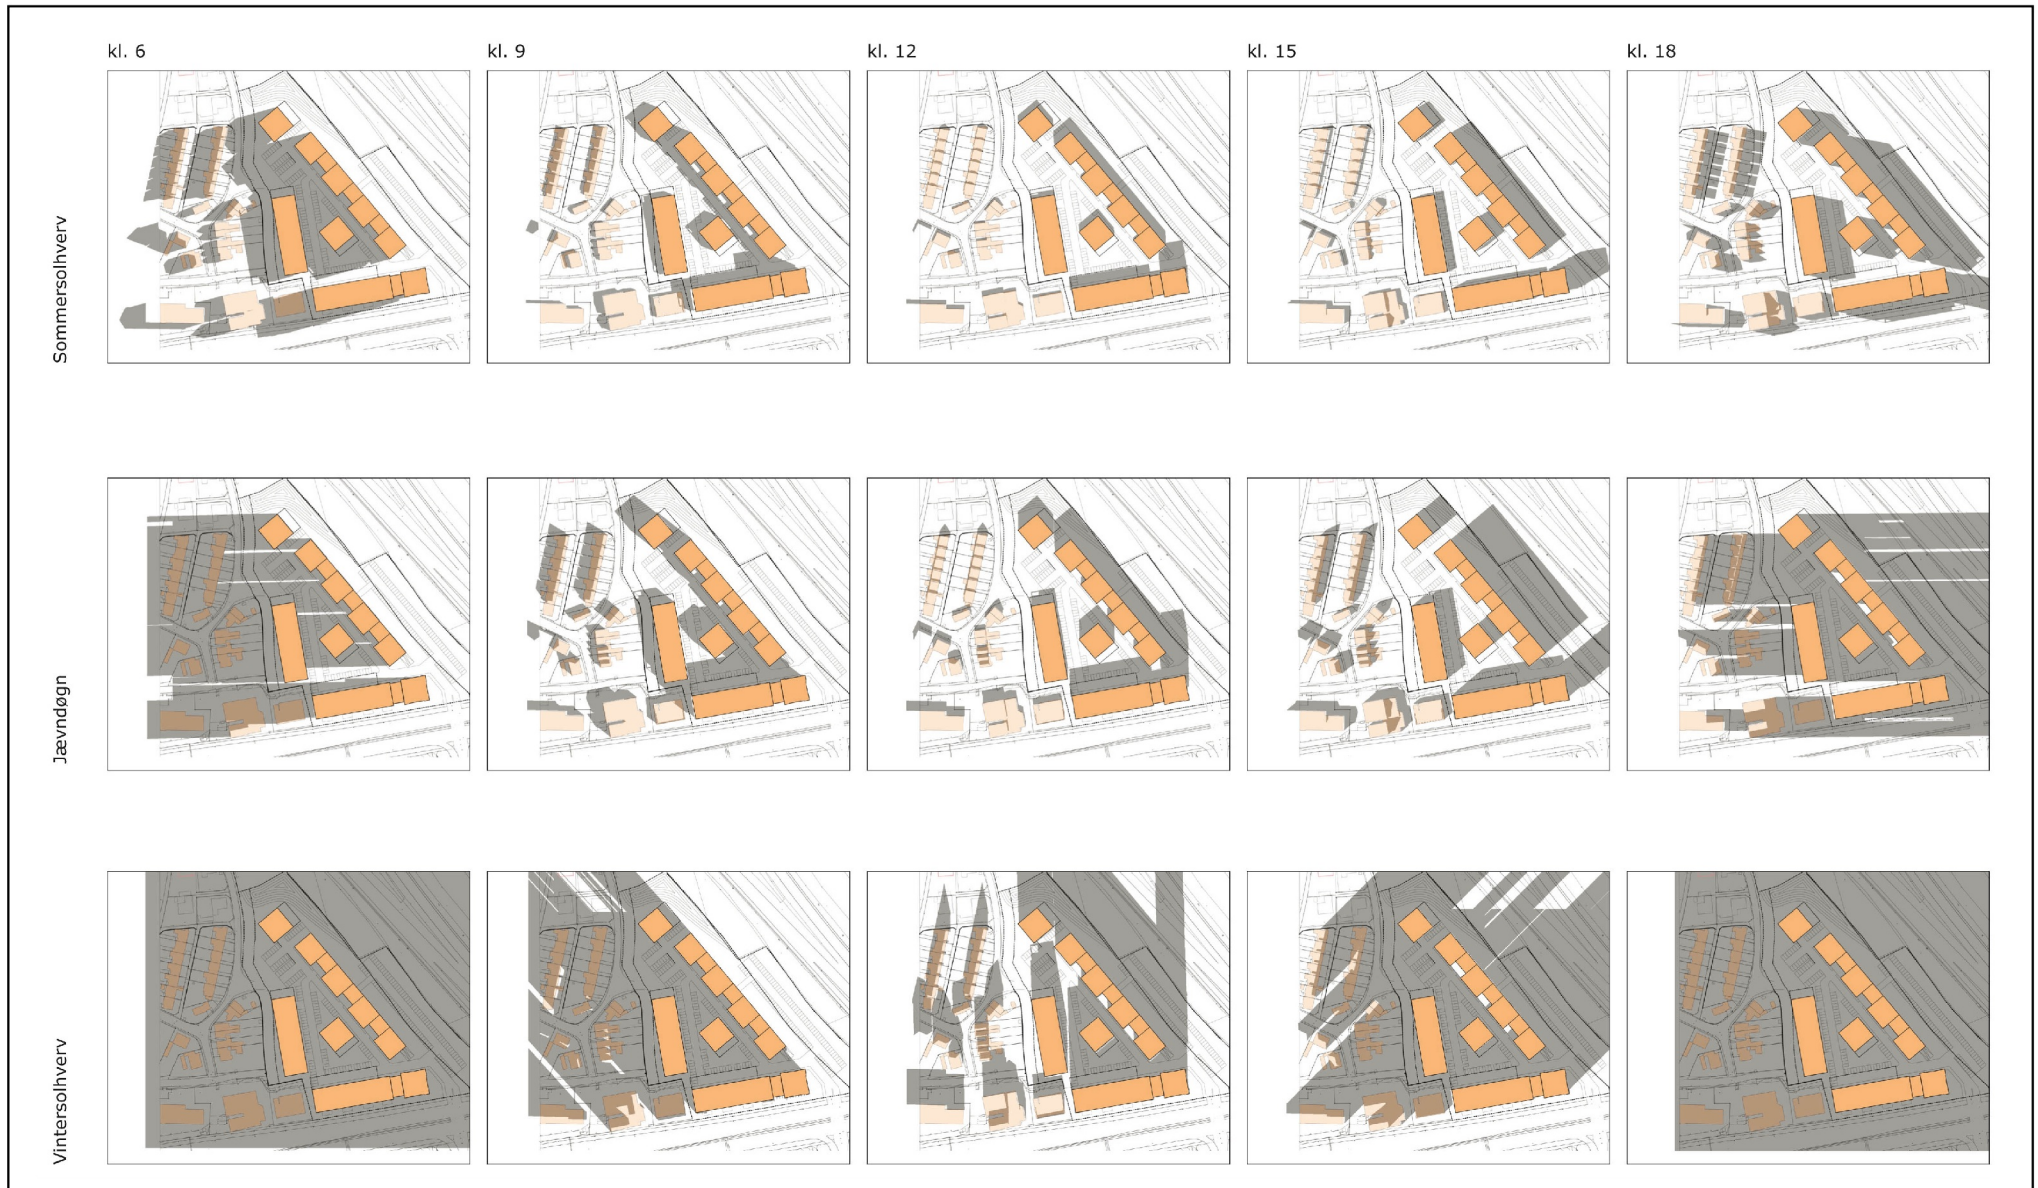 kl. 6
kl. 9
kl. 12
kl. 15
kl. 18
Sommersolhverv
Jævndøgn
Vintersolhverv